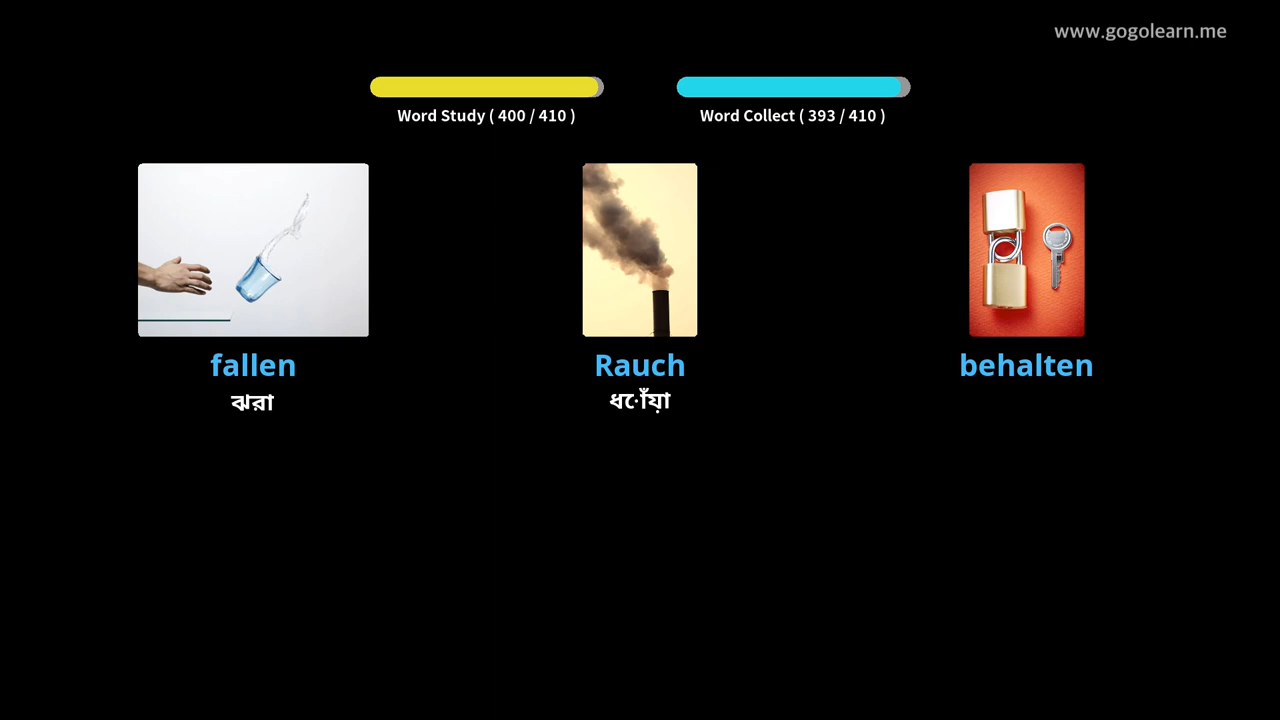 www.gogolearn.me
Word Study ( 400 / 410 )
Word Collect ( 393 / 410 )
fallen
Rauch
behalten
ঝরা
ধোঁয়া